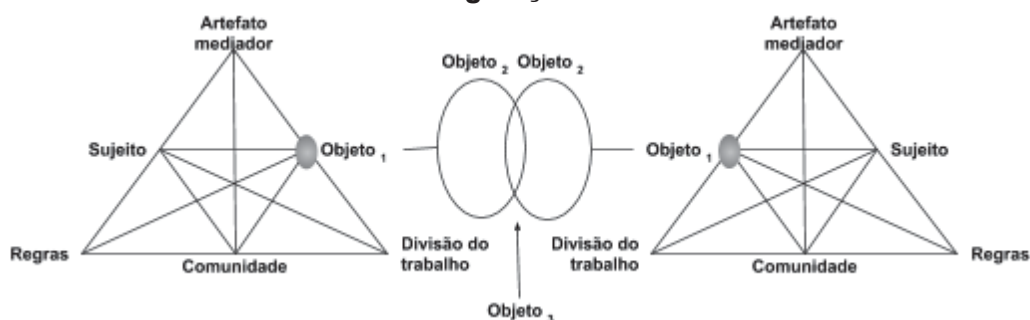 Artefato
mediador
Artefato
mediador
Objeto 2 Objeto 2
Sujeito
Objeto 1
Objeto 1
Sujeito
Regras
Comunidade
Divisão do
trabalho
Divisão do
trabalho
Comunidade
Regras
Objeto